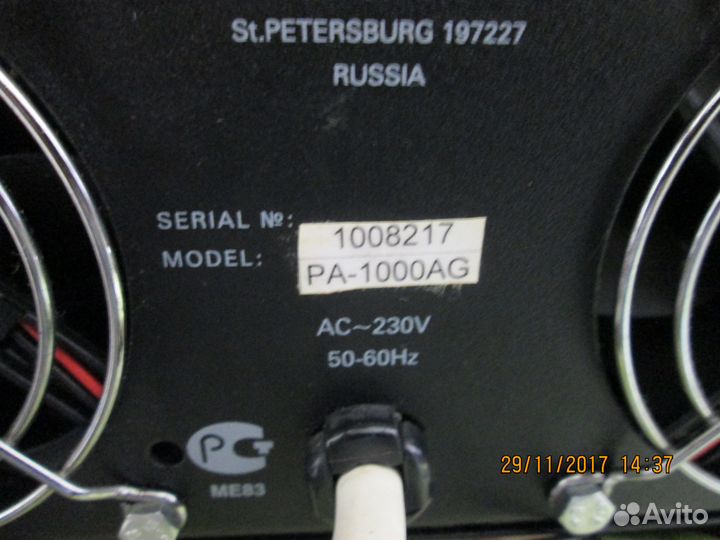 St.PETERSBURG 197227
RUSSIA
SERIAL №: 1008217
MODEL: PA-1000AG
AC~230V
50-60Hz
РС
ME83
29/11/2017 14:37
Avito